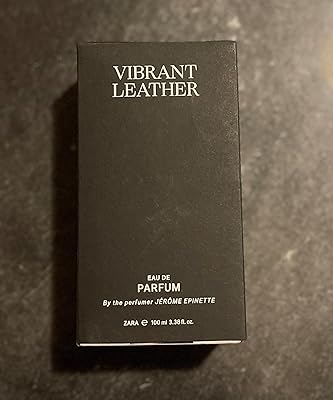 VIBRANT
LEATHER
EAU DE
PARFUM
By the perfumer JÉRÔME EPINETTE
ZARA ℮ 100 ml 3.38 fl. oz.